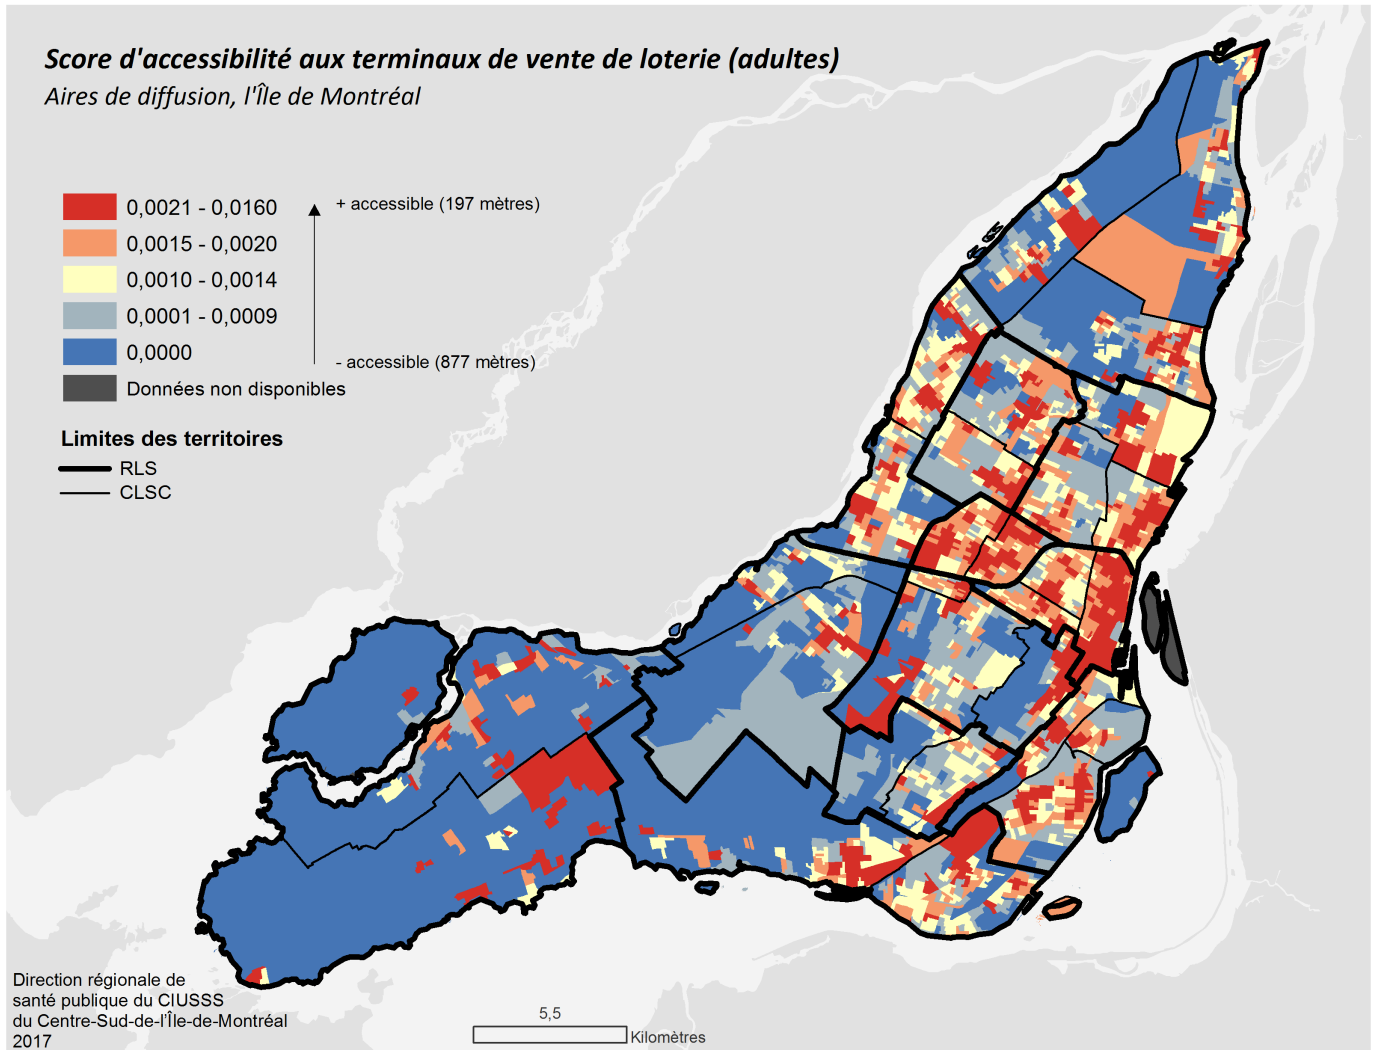 Score d'accessibilité aux terminaux de vente de loterie (adultes)
Aires de diffusion, l'Île de Montréal
0,0021 - 0,0160
+ accessible (197 mètres)
0,0015 - 0,0020
0,0010 - 0,0014
0,0001 - 0,0009
0,0000
- accessible (877 mètres)
Données non disponibles
Limites des territoires
RLS
CLSC
Direction régionale de
santé publique du CIUSSS
du Centre-Sud-de-l'Île-de-Montréal
2017
5,5
Kilomètres